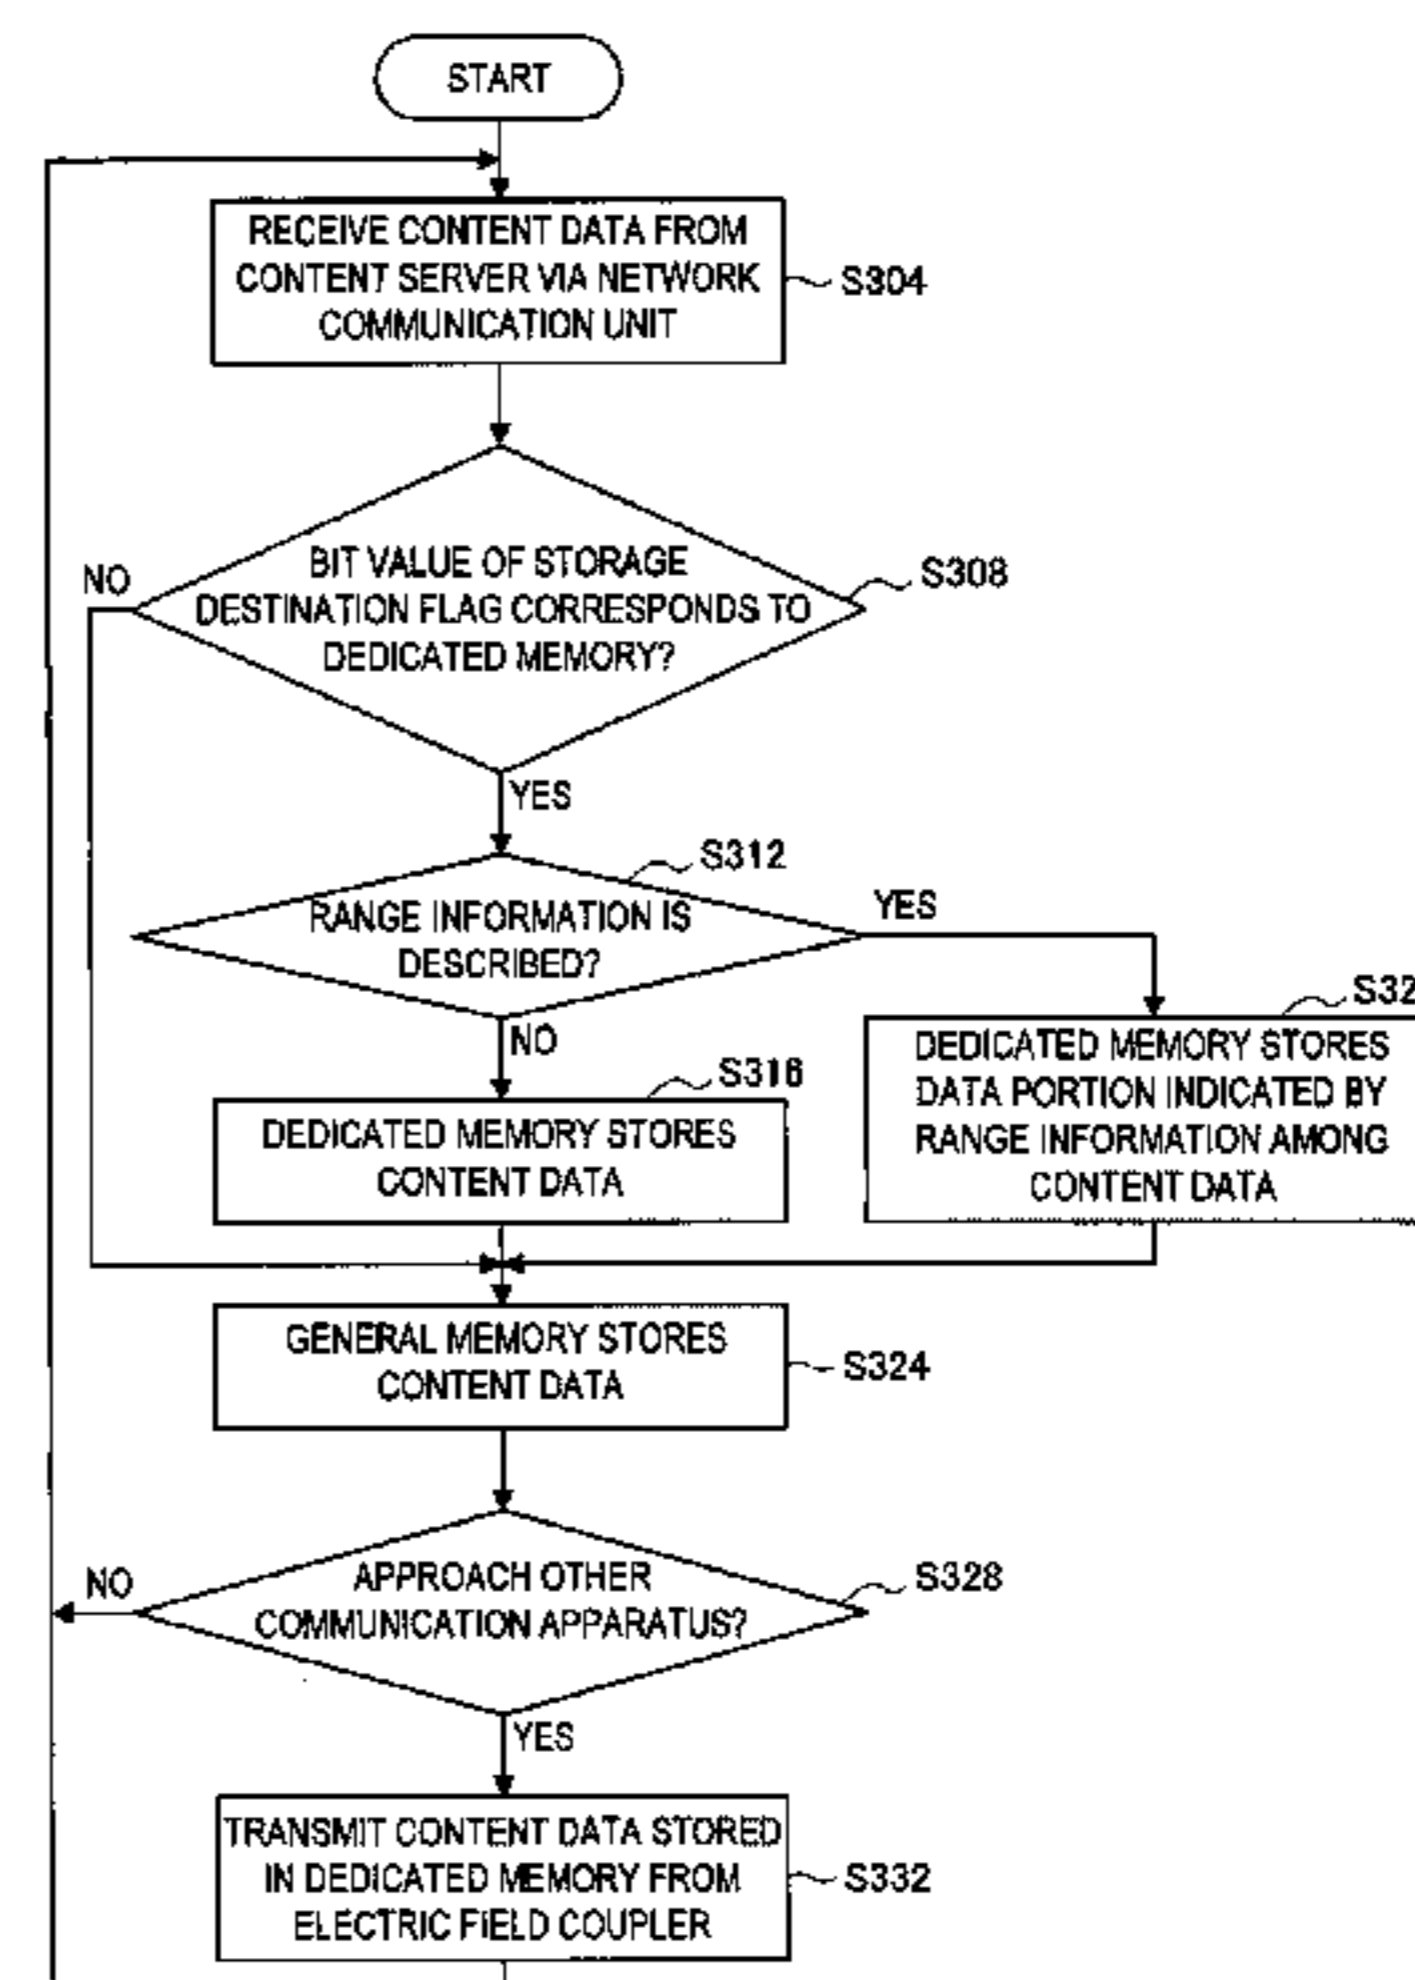 START
RECEIVE CONTENT DATA FROM
CONTENT SERVER VIA NETWORK
COMMUNICATION UNIT
S304
BIT VALUE OF STORAGE
DESTINATION FLAG CORRESPONDS TO
DEDICATED MEMORY?
S308
NO
YES
S312
RANGE INFORMATION IS
DESCRIBED?
YES
NO
S32
DEDICATED MEMORY STORES
DATA PORTION INDICATED BY
RANGE INFORMATION AMONG
CONTENT DATA
S316
DEDICATED MEMORY STORES
CONTENT DATA
GENERAL MEMORY STORES
CONTENT DATA
S324
APPROACH OTHER
COMMUNICATION APPARATUS?
S328
NO
YES
TRANSMIT CONTENT DATA STORED
IN DEDICATED MEMORY FROM
ELECTRIC FIELD COUPLER
S332